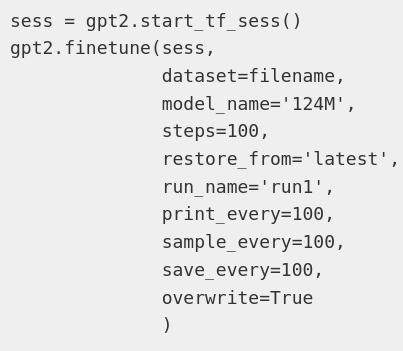 sess = gpt2.start_tf_sess()
gpt2.finetune(sess,
              dataset=filename,
              model_name='124M',
              steps=100,
              restore_from='latest',
              run_name='run1',
              print_every=100,
              sample_every=100,
              save_every=100,
              overwrite=True
              )